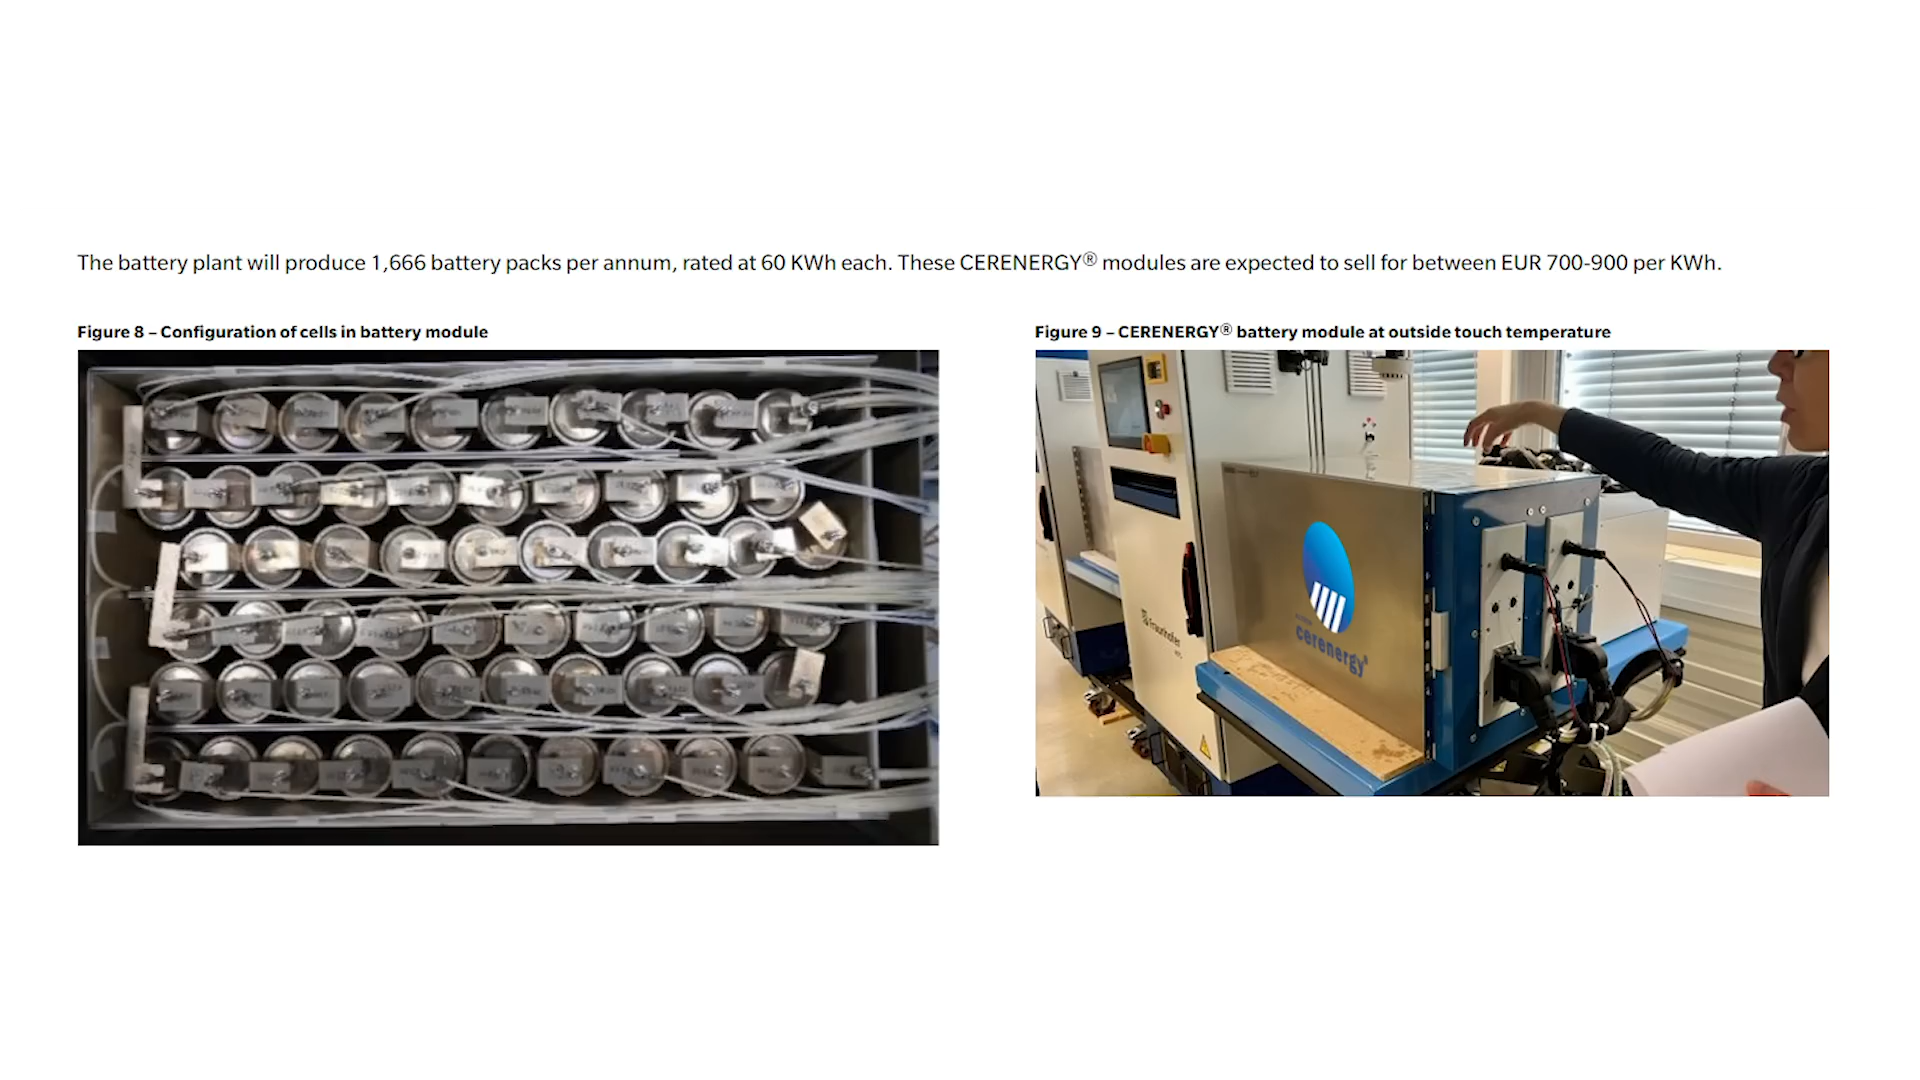 The battery plant will produce 1,666 battery packs per annum, rated at 60 KWh each. These CERENERGY® modules are expected to sell for between EUR 700-900 per KWh.
Figure 8 – Configuration of cells in battery module
Figure 9 – CERENERGY® battery module at outside touch temperature
Fraunhofer
cerenergy®